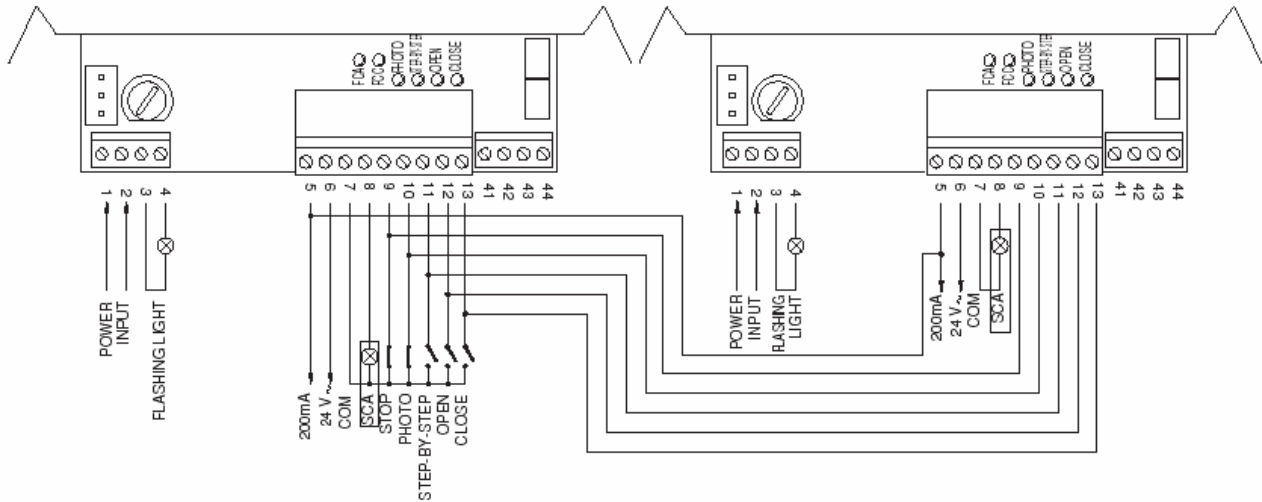 FCA
FCC
PHOTO
STEP-BY-STEP
OPEN
CLOSE
1
2
3
4
5
6
7
8
9
10
11
12
13
41
42
43
44
POWER
INPUT
FLASHING LIGHT
200mA
24 V ~
COM
SCA
STOP
PHOTO
STEP-BY-STEP
OPEN
CLOSE
FCA
FCC
PHOTO
STEP-BY-STEP
OPEN
CLOSE
1
2
3
4
5
6
7
8
9
10
11
12
13
41
42
43
44
POWER
INPUT
FLASHING
LIGHT
200mA
24 V ~
COM
SCA